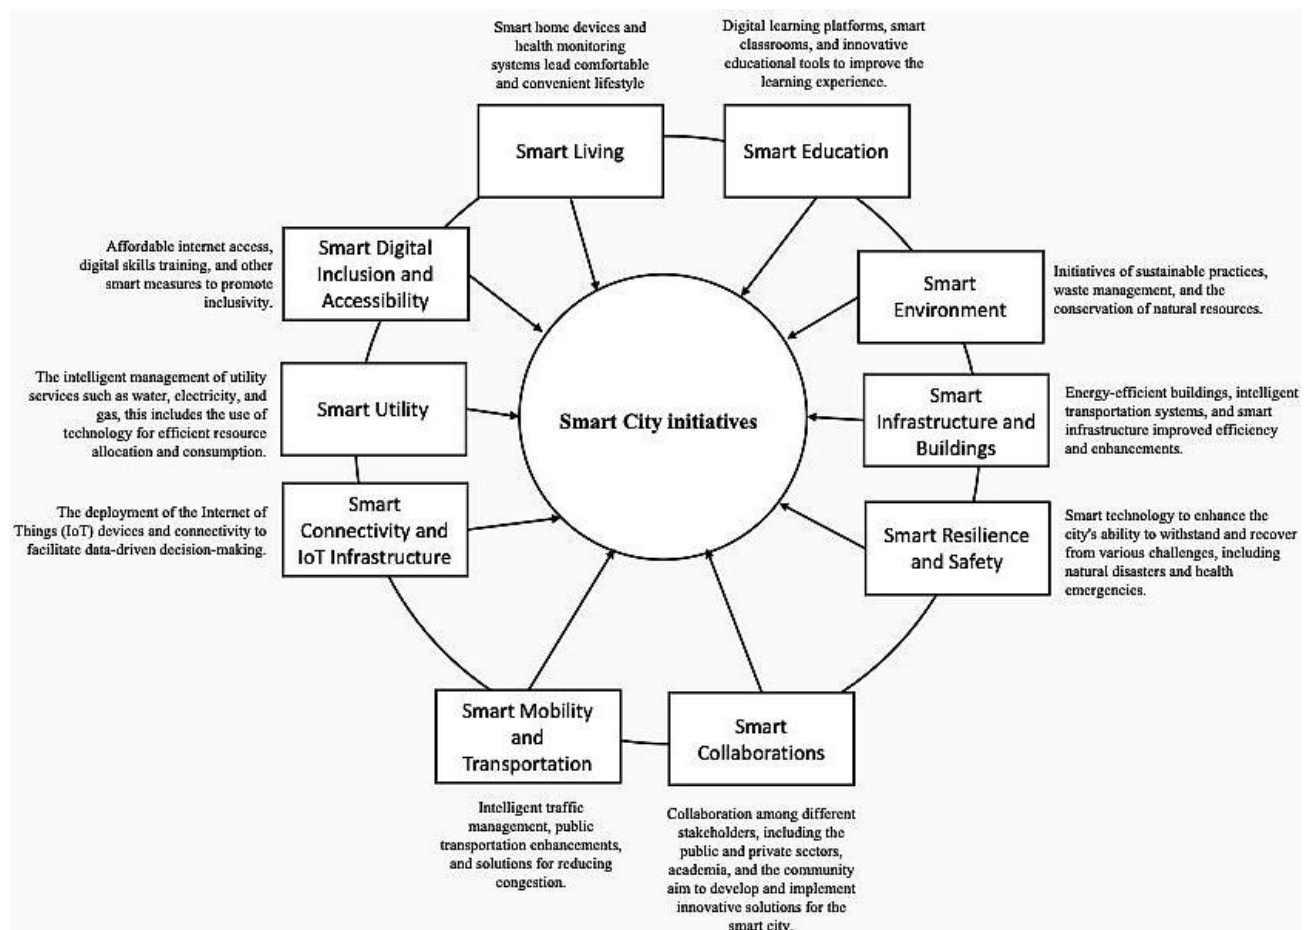 Smart home devices and
health monitoring
systems lead comfortable
and convenient lifestyle
Digital learning platforms, smart
classrooms, and innovative
educational tools to improve the
learning experience.
Smart Living
Smart Education
Affordable internet access,
digital skills training, and other
smart measures to promote
inclusivity.
Smart Digital
Inclusion and
Accessibility
Smart
Environment
Initiatives of sustainable practices,
waste management, and the
conservation of natural resources.
The intelligent management of utility
services such as water, electricity, and
gas, this includes the use of
technology for efficient resource
allocation and consumption.
Smart Utility
Smart City initiatives
Smart
Infrastructure and
Buildings
Energy-efficient buildings, intelligent
transportation systems, and smart
infrastructure improved efficiency
and enhancements.
The deployment of the Internet of
Things (IoT) devices and connectivity to
facilitate data-driven decision-making.
Smart
Connectivity and
IoT Infrastructure
Smart Resilience
and Safety
Smart technology to enhance the
city's ability to withstand and recover
from various challenges, including
natural disasters and health
emergencies.
Smart Mobility
and
Transportation
Smart
Collaborations
Intelligent traffic
management, public
transportation enhancements,
and solutions for reducing
congestion.
Collaboration among different
stakeholders, including the
public and private sectors,
academia, and the community
aim to develop and implement
innovative solutions for the
smart city.